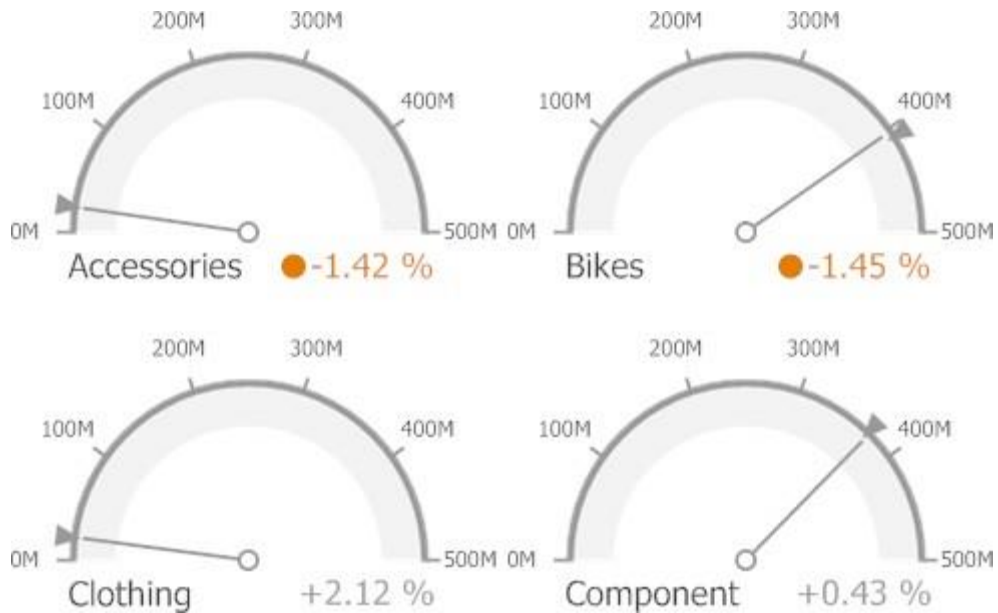 200M 300M 200M 300M
100M 400M 100M 400M
0M 500M 0M 500M
Accessories -1.42 % Bikes -1.45 %
200M 300M 200M 300M
100M 400M 100M 400M
0M 500M 0M 500M
Clothing +2.12 % Component +0.43 %